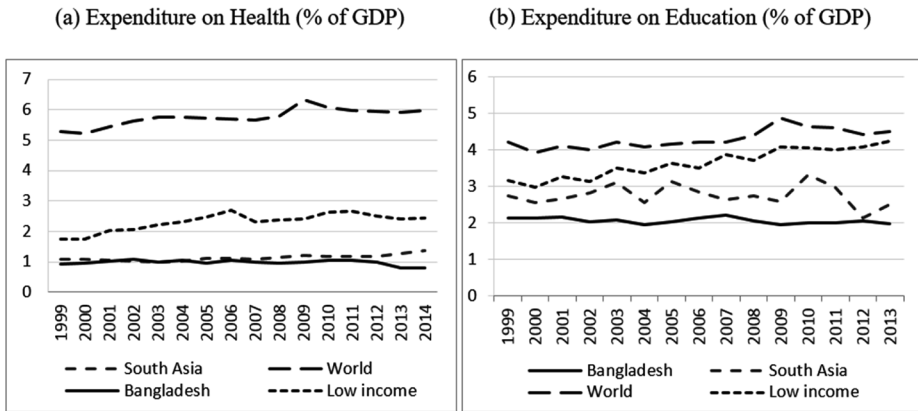 (a) Expenditure on Health (% of GDP)
7
6
5
4
3
2
1
0
1999 2000 2001 2002 2003 2004 2005 2006 2007 2008 2009 2010 2011 2012 2013 2014
South Asia World
Bangladesh Low income
(b) Expenditure on Education (% of GDP)
6
5
4
3
2
1
0
1999 2000 2001 2002 2003 2004 2005 2006 2007 2008 2009 2010 2011 2012 2013
Bangladesh South Asia
World Low income